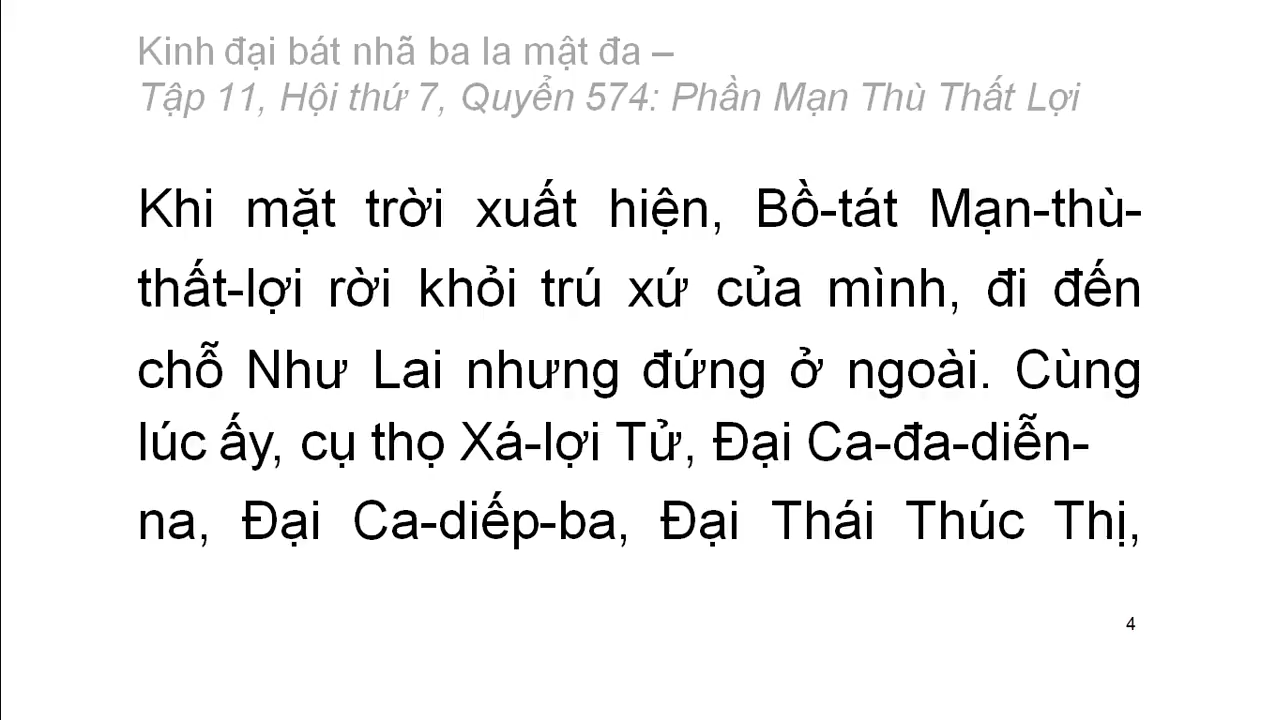 Kinh đại bát nhã ba la mật đa –
Tập 11, Hội thứ 7, Quyển 574: Phần Mạn Thù Thất Lợi
Khi mặt trời xuất hiện, Bồ-tát Mạn-thù-
thất-lợi rời khỏi trú xứ của mình, đi đến
chỗ Như Lai nhưng đứng ở ngoài. Cùng
lúc ấy, cụ thọ Xá-lợi Tử, Đại Ca-đa-diễn-
na, Đại Ca-diếp-ba, Đại Thái Thúc Thị,
4